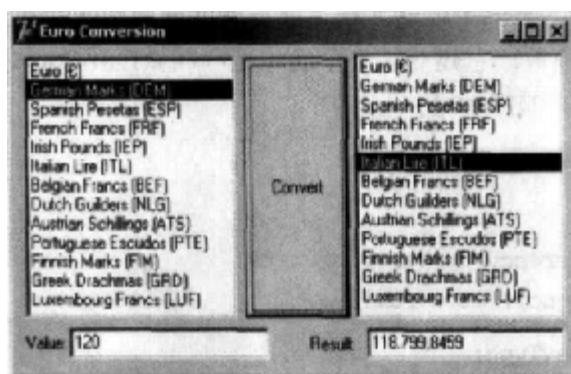 Euro Conversion
Euro (€)
German Marks (DEM)
Spanish Pesetas (ESP)
French Francs (FRF)
Irish Pounds (IEP)
Italian Lire (ITL)
Belgian Francs (BEF)
Dutch Guilders (NLG)
Austrian Schillings (ATS)
Portuguese Escudos (PTE)
Finnish Marks (FIM)
Greek Drachmas (GRD)
Luxembourg Francs (LUF)
Convert
Euro (€)
German Marks (DEM)
Spanish Pesetas (ESP)
French Francs (FRF)
Irish Pounds (IEP)
Italian Lire (ITL)
Belgian Francs (BEF)
Dutch Guilders (NLG)
Austrian Schillings (ATS)
Portuguese Escudos (PTE)
Finnish Marks (FIM)
Greek Drachmas (GRD)
Luxembourg Francs (LUF)
Value: 120
Result: 118.799.8459